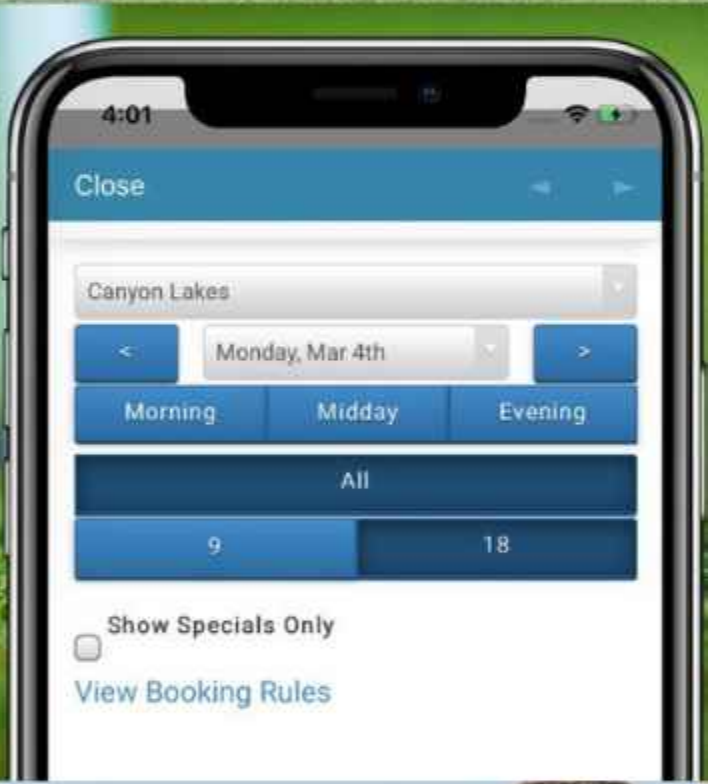 4:01
Close
Canyon Lakes
< Monday, Mar 4th >
Morning Midday Evening
All
9 18
Show Specials Only
View Booking Rules